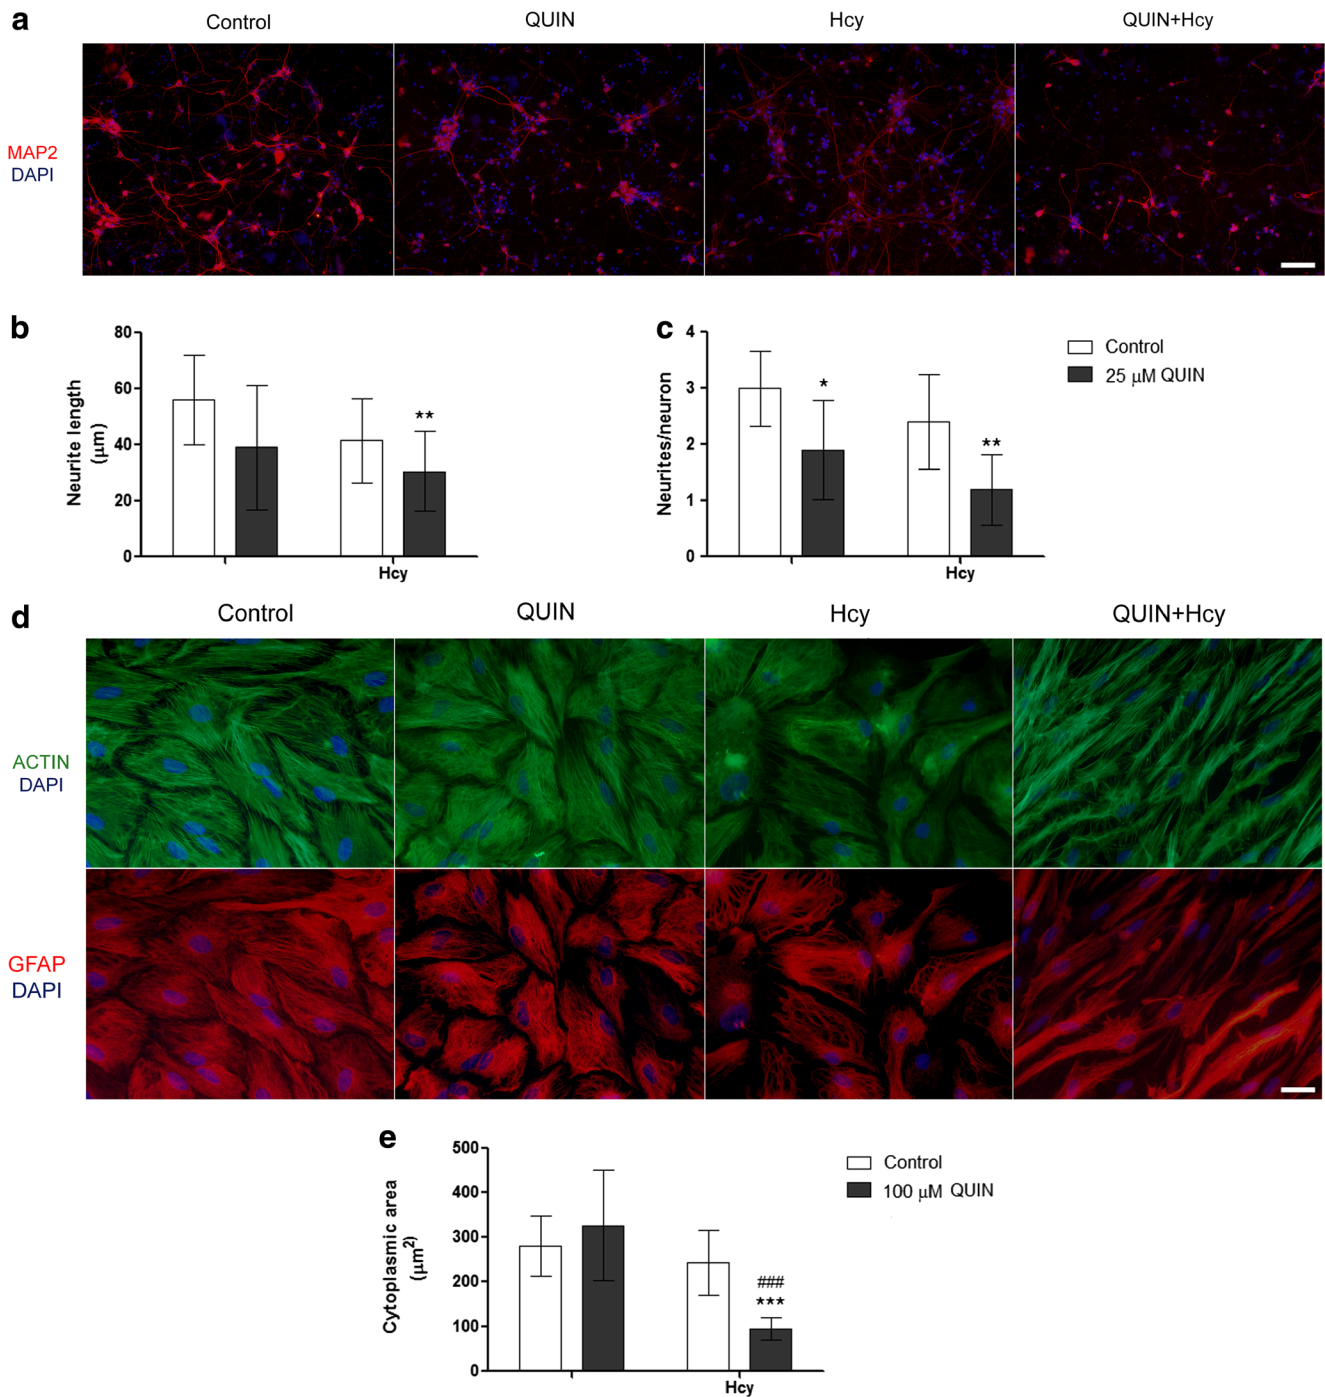 a
Control QUIN Hcy QUIN+Hcy
MAP2
DAPI
b
Neurite length
(μm)
80
60
40
20
0
**
Hcy
c
Neurites/neuron
4
3
2
1
0
*
**
Hcy
Control
25 μM QUIN
d
Control QUIN Hcy QUIN+Hcy
ACTIN
DAPI
GFAP
DAPI
e
Cytoplasmic area
(μm²)
500
400
300
200
100
0
###
***
Hcy
Control
100 μM QUIN